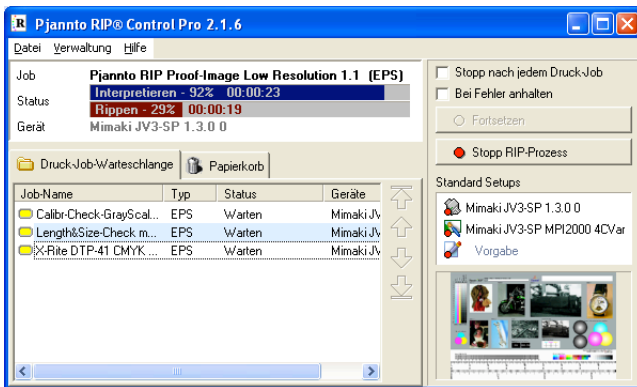 R Pjannto RIP® Control Pro 2.1.6
Datei Verwaltung Hilfe
Job Pjannto RIP Proof-Image Low Resolution 1.1 (EPS)
Status Interpretieren - 92% 00:00:23
Rippen - 29% 00:00:19
Gerät Mimaki JV3-SP 1.3.0 0
Druck-Job-Warteschlange Papierkorb
Job-Name Typ Status Geräte
Calibr-Check-GrayScal... EPS Warten Mimaki JV
Length&Size-Check m... EPS Warten Mimaki JV
X-Rite DTP-41 CMYK ... EPS Warten Mimaki JV
Stopp nach jedem Druck-Job
Bei Fehler anhalten
Fortsetzen
Stopp RIP-Prozess
Standard Setups
Mimaki JV3-SP 1.3.0 0
Mimaki JV3-SP MPI2000 4CVar
Vorgabe